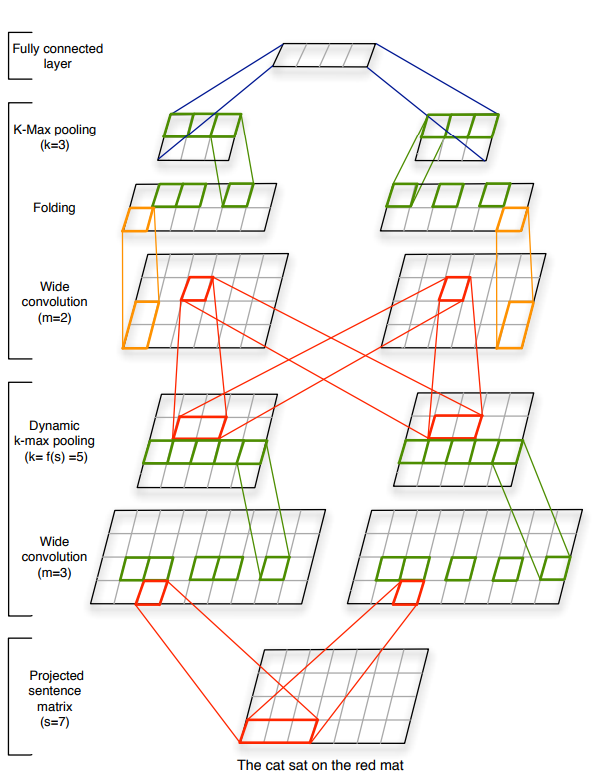 Fully connected
layer
K-Max pooling
(k=3)
Folding
Wide
convolution
(m=2)
Dynamic
k-max pooling
(k= f(s) =5)
Wide
convolution
(m=3)
Projected
sentence
matrix
(s=7)
The cat sat on the red mat